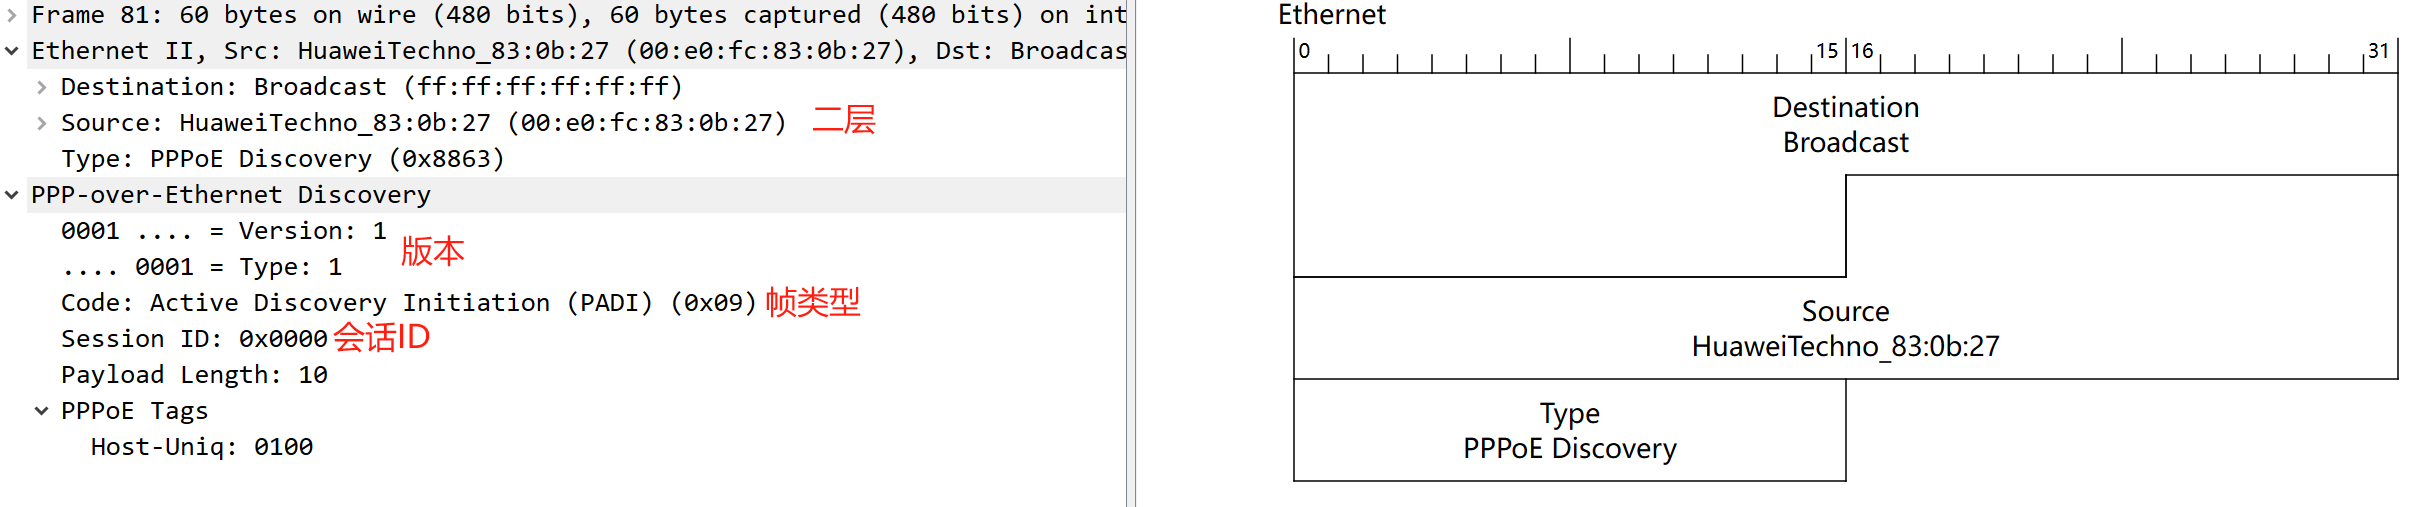 Frame 81: 60 bytes on wire (480 bits), 60 bytes captured (480 bits) on int
Ethernet II, Src: HuaweiTechno_83:0b:27 (00:e0:fc:83:0b:27), Dst: Broadcas
Destination: Broadcast (ff:ff:ff:ff:ff:ff)
Source: HuaweiTechno_83:0b:27 (00:e0:fc:83:0b:27) 二层
Type: PPPoE Discovery (0x8863)
PPP-over-Ethernet Discovery
0001 .... = Version: 1
版本
.... 0001 = Type: 1
Code: Active Discovery Initiation (PADI) (0x09) 帧类型
Session ID: 0x0000 会话ID
Payload Length: 10
PPPoE Tags
Host-Uniq: 0100
Ethernet
0 15 16 31
Destination
Broadcast
Source
HuaweiTechno_83:0b:27
Type
PPPoE Discovery